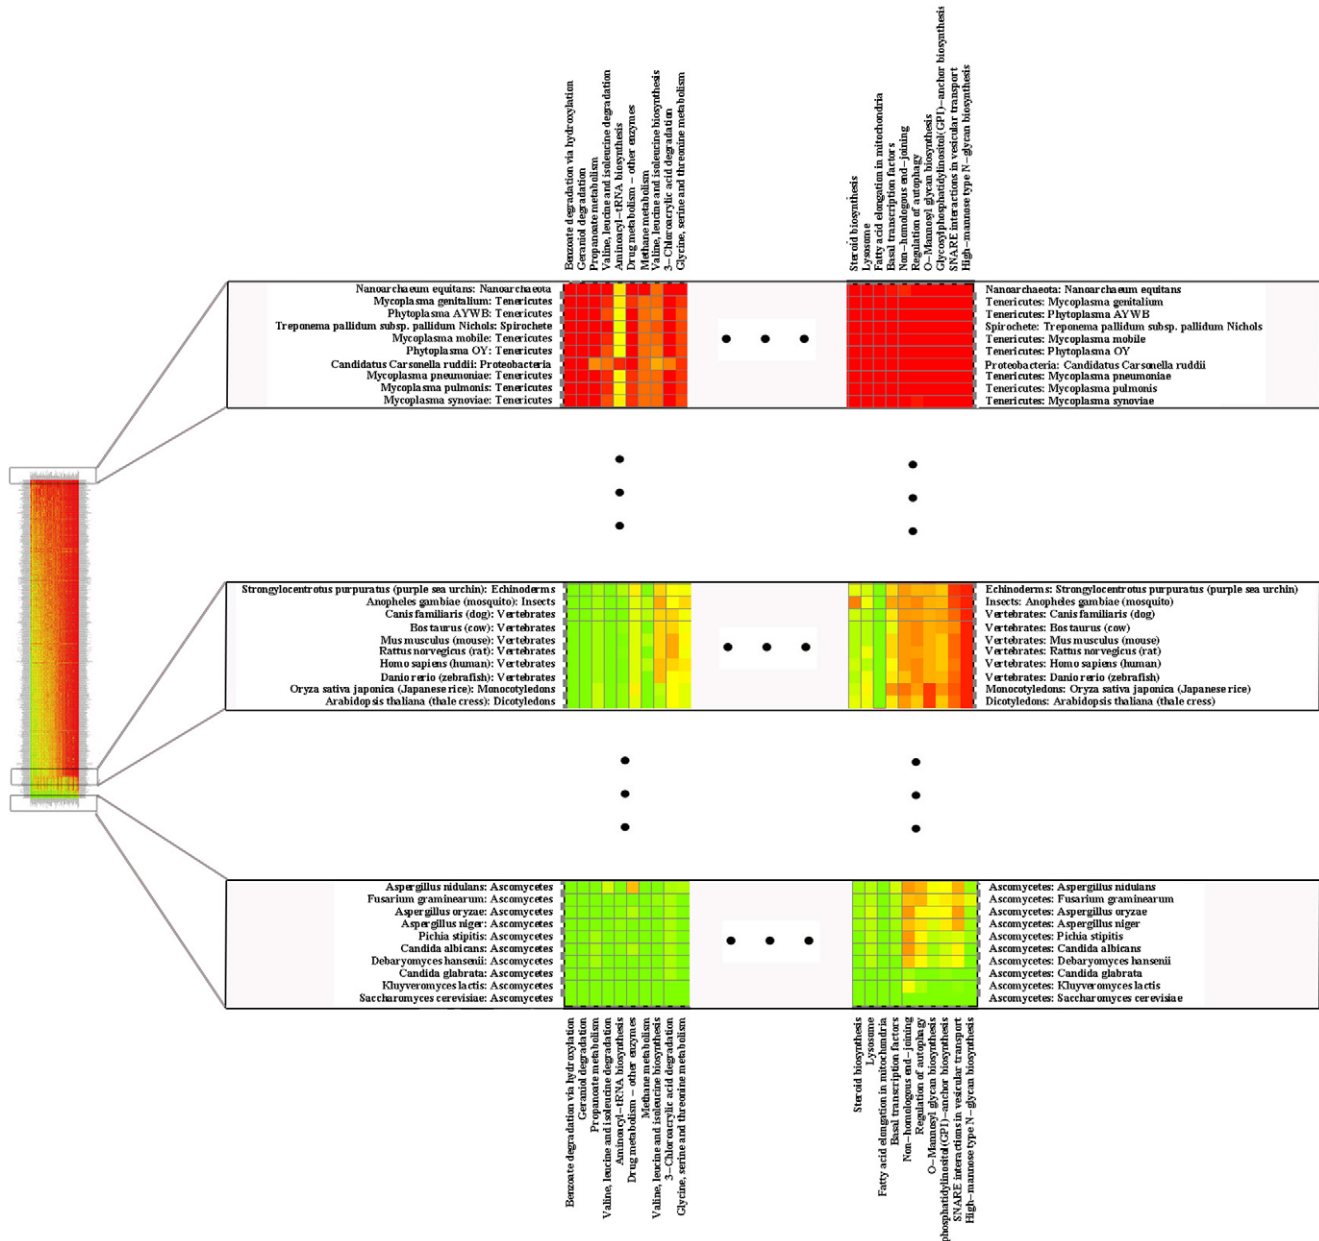 Benzoate degradation via hydroxylation
Geraniol degradation
Propanoate metabolism
Valine, leucine and isoleucine degradation
Aminoacyl−tRNA biosynthesis
Drug metabolism − other enzymes
Methane metabolism
Valine, leucine and isoleucine biosynthesis
3−Chloroacrylic acid degradation
Glycine, serine and threonine metabolism
Steroid biosynthesis
Lysosome
Fatty acid elongation in mitochondria
Basal transcription factors
Non−homologous end−joining
Regulation of autophagy
O−Mannosyl glycan biosynthesis
Glycosylphosphatidylinositol(GPI)−anchor biosynthesis
SNARE interactions in vesicular transport
High−mannose type N−glycan biosynthesis
Nanoarchaeum equitans: Nanoarchaeota
Mycoplasma genitalium: Tenericutes
Phytoplasma AYWB: Tenericutes
Treponema pallidum subsp. pallidum Nichols: Spirochete
Mycoplasma mobile: Tenericutes
Phytoplasma OY: Tenericutes
Candidatus Carsonella ruddii: Proteobacteria
Mycoplasma pneumoniae: Tenericutes
Mycoplasma pulmonis: Tenericutes
Mycoplasma synoviae: Tenericutes
Nanoarchaeota: Nanoarchaeum equitans
Tenericutes: Mycoplasma genitalium
Tenericutes: Phytoplasma AYWB
Spirochete: Treponema pallidum subsp. pallidum Nichols
Tenericutes: Mycoplasma mobile
Tenericutes: Phytoplasma OY
Proteobacteria: Candidatus Carsonella ruddii
Tenericutes: Mycoplasma pneumoniae
Tenericutes: Mycoplasma pulmonis
Tenericutes: Mycoplasma synoviae
Strongylocentrotus purpuratus (purple sea urchin): Echinoderms
Anopheles gambiae (mosquito): Insects
Canis familiaris (dog): Vertebrates
Bos taurus (cow): Vertebrates
Mus musculus (mouse): Vertebrates
Rattus norvegicus (rat): Vertebrates
Homo sapiens (human): Vertebrates
Danio rerio (zebrafish): Vertebrates
Oryza sativa japonica (Japanese rice): Monocotyledons
Arabidopsis thaliana (thale cress): Dicotyledons
Echinoderms: Strongylocentrotus purpuratus (purple sea urchin)
Insects: Anopheles gambiae (mosquito)
Vertebrates: Canis familiaris (dog)
Vertebrates: Bos taurus (cow)
Vertebrates: Mus musculus (mouse)
Vertebrates: Rattus norvegicus (rat)
Vertebrates: Homo sapiens (human)
Vertebrates: Danio rerio (zebrafish)
Monocotyledons: Oryza sativa japonica (Japanese rice)
Dicotyledons: Arabidopsis thaliana (thale cress)
Aspergillus nidulans: Ascomycetes
Fusarium graminearum: Ascomycetes
Aspergillus oryzae: Ascomycetes
Aspergillus niger: Ascomycetes
Pichia stipitis: Ascomycetes
Candida albicans: Ascomycetes
Debaryomyces hansenii: Ascomycetes
Candida glabrata: Ascomycetes
Kluyveromyces lactis: Ascomycetes
Saccharomyces cerevisiae: Ascomycetes
Ascomycetes: Aspergillus nidulans
Ascomycetes: Fusarium graminearum
Ascomycetes: Aspergillus oryzae
Ascomycetes: Aspergillus niger
Ascomycetes: Pichia stipitis
Ascomycetes: Candida albicans
Ascomycetes: Debaryomyces hansenii
Ascomycetes: Candida glabrata
Ascomycetes: Kluyveromyces lactis
Ascomycetes: Saccharomyces cerevisiae
Benzoate degradation via hydroxylation
Geraniol degradation
Propanoate metabolism
Valine, leucine and isoleucine degradation
Aminoacyl−tRNA biosynthesis
Drug metabolism − other enzymes
Methane metabolism
Valine, leucine and isoleucine biosynthesis
3−Chloroacrylic acid degradation
Glycine, serine and threonine metabolism
Steroid biosynthesis
Lysosome
Fatty acid elongation in mitochondria
Basal transcription factors
Non−homologous end−joining
Regulation of autophagy
O−Mannosyl glycan biosynthesis
phosphatidylinositol(GPI)−anchor biosynthesis
SNARE interactions in vesicular transport
High−mannose type N−glycan biosynthesis